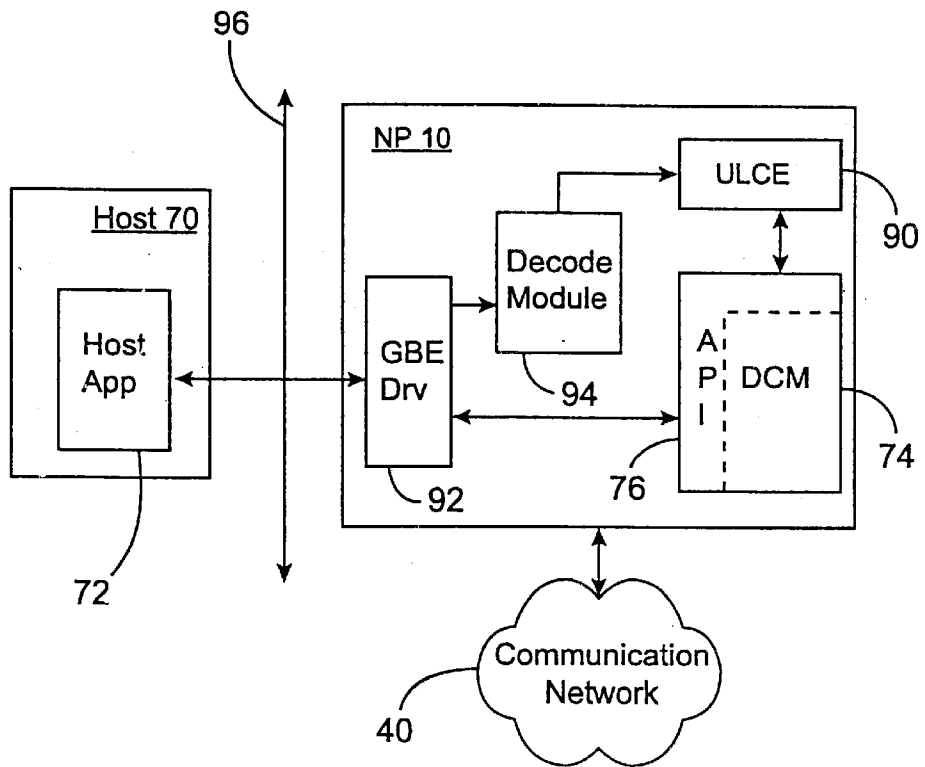 96
NP 10
ULCE
90
Host 70
Decode
Module
94
Host
App
72
GBE
Drv
92
A
P
I
DCM
76
74
Communication
Network
40